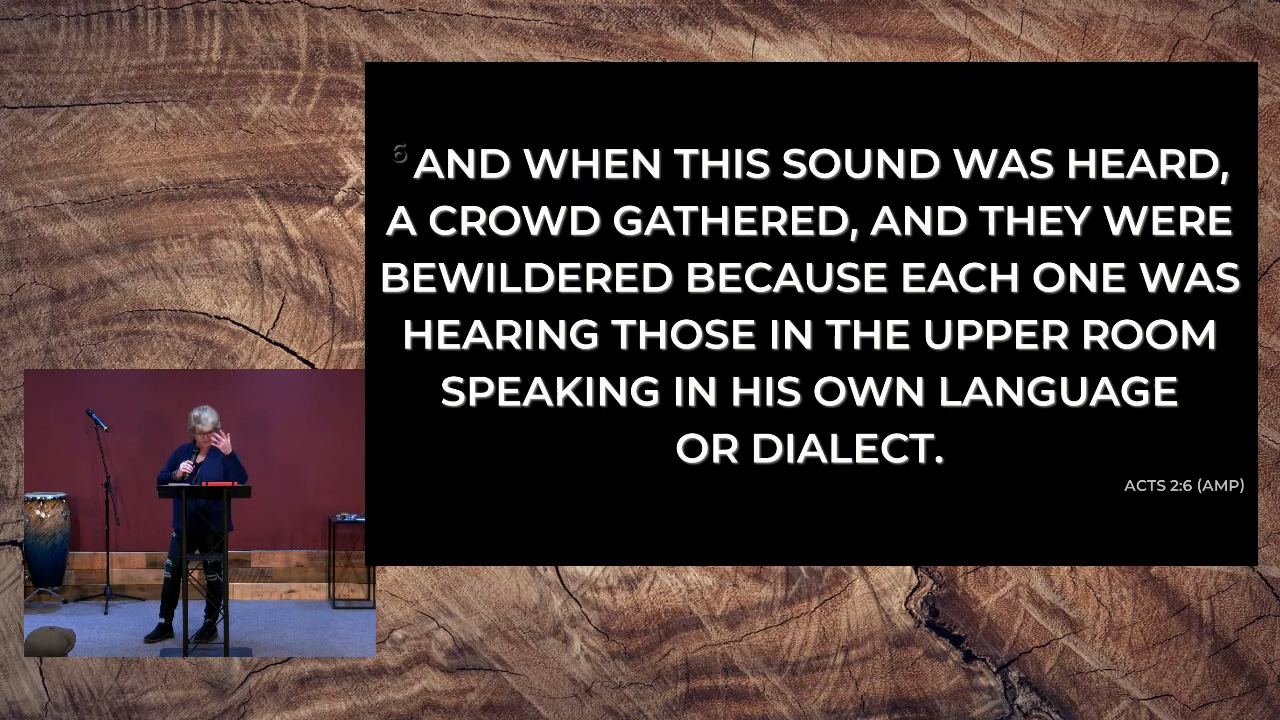 6 AND WHEN THIS SOUND WAS HEARD,
A CROWD GATHERED, AND THEY WERE
BEWILDERED BECAUSE EACH ONE WAS
HEARING THOSE IN THE UPPER ROOM
SPEAKING IN HIS OWN LANGUAGE
OR DIALECT.
ACTS 2:6 (AMP)